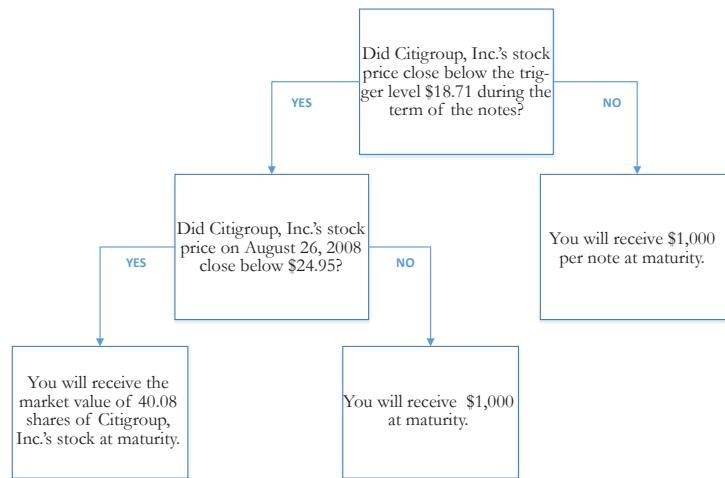 Did Citigroup, Inc.'s stock
price close below the trig-
ger level $18.71 during the
term of the notes?
YES
NO
Did Citigroup, Inc.'s stock
price on August 26, 2008
close below $24.95?
You will receive $1,000
per note at maturity.
YES
NO
You will receive the
market value of 40.08
shares of Citigroup,
Inc.'s stock at maturity.
You will receive $1,000
at maturity.